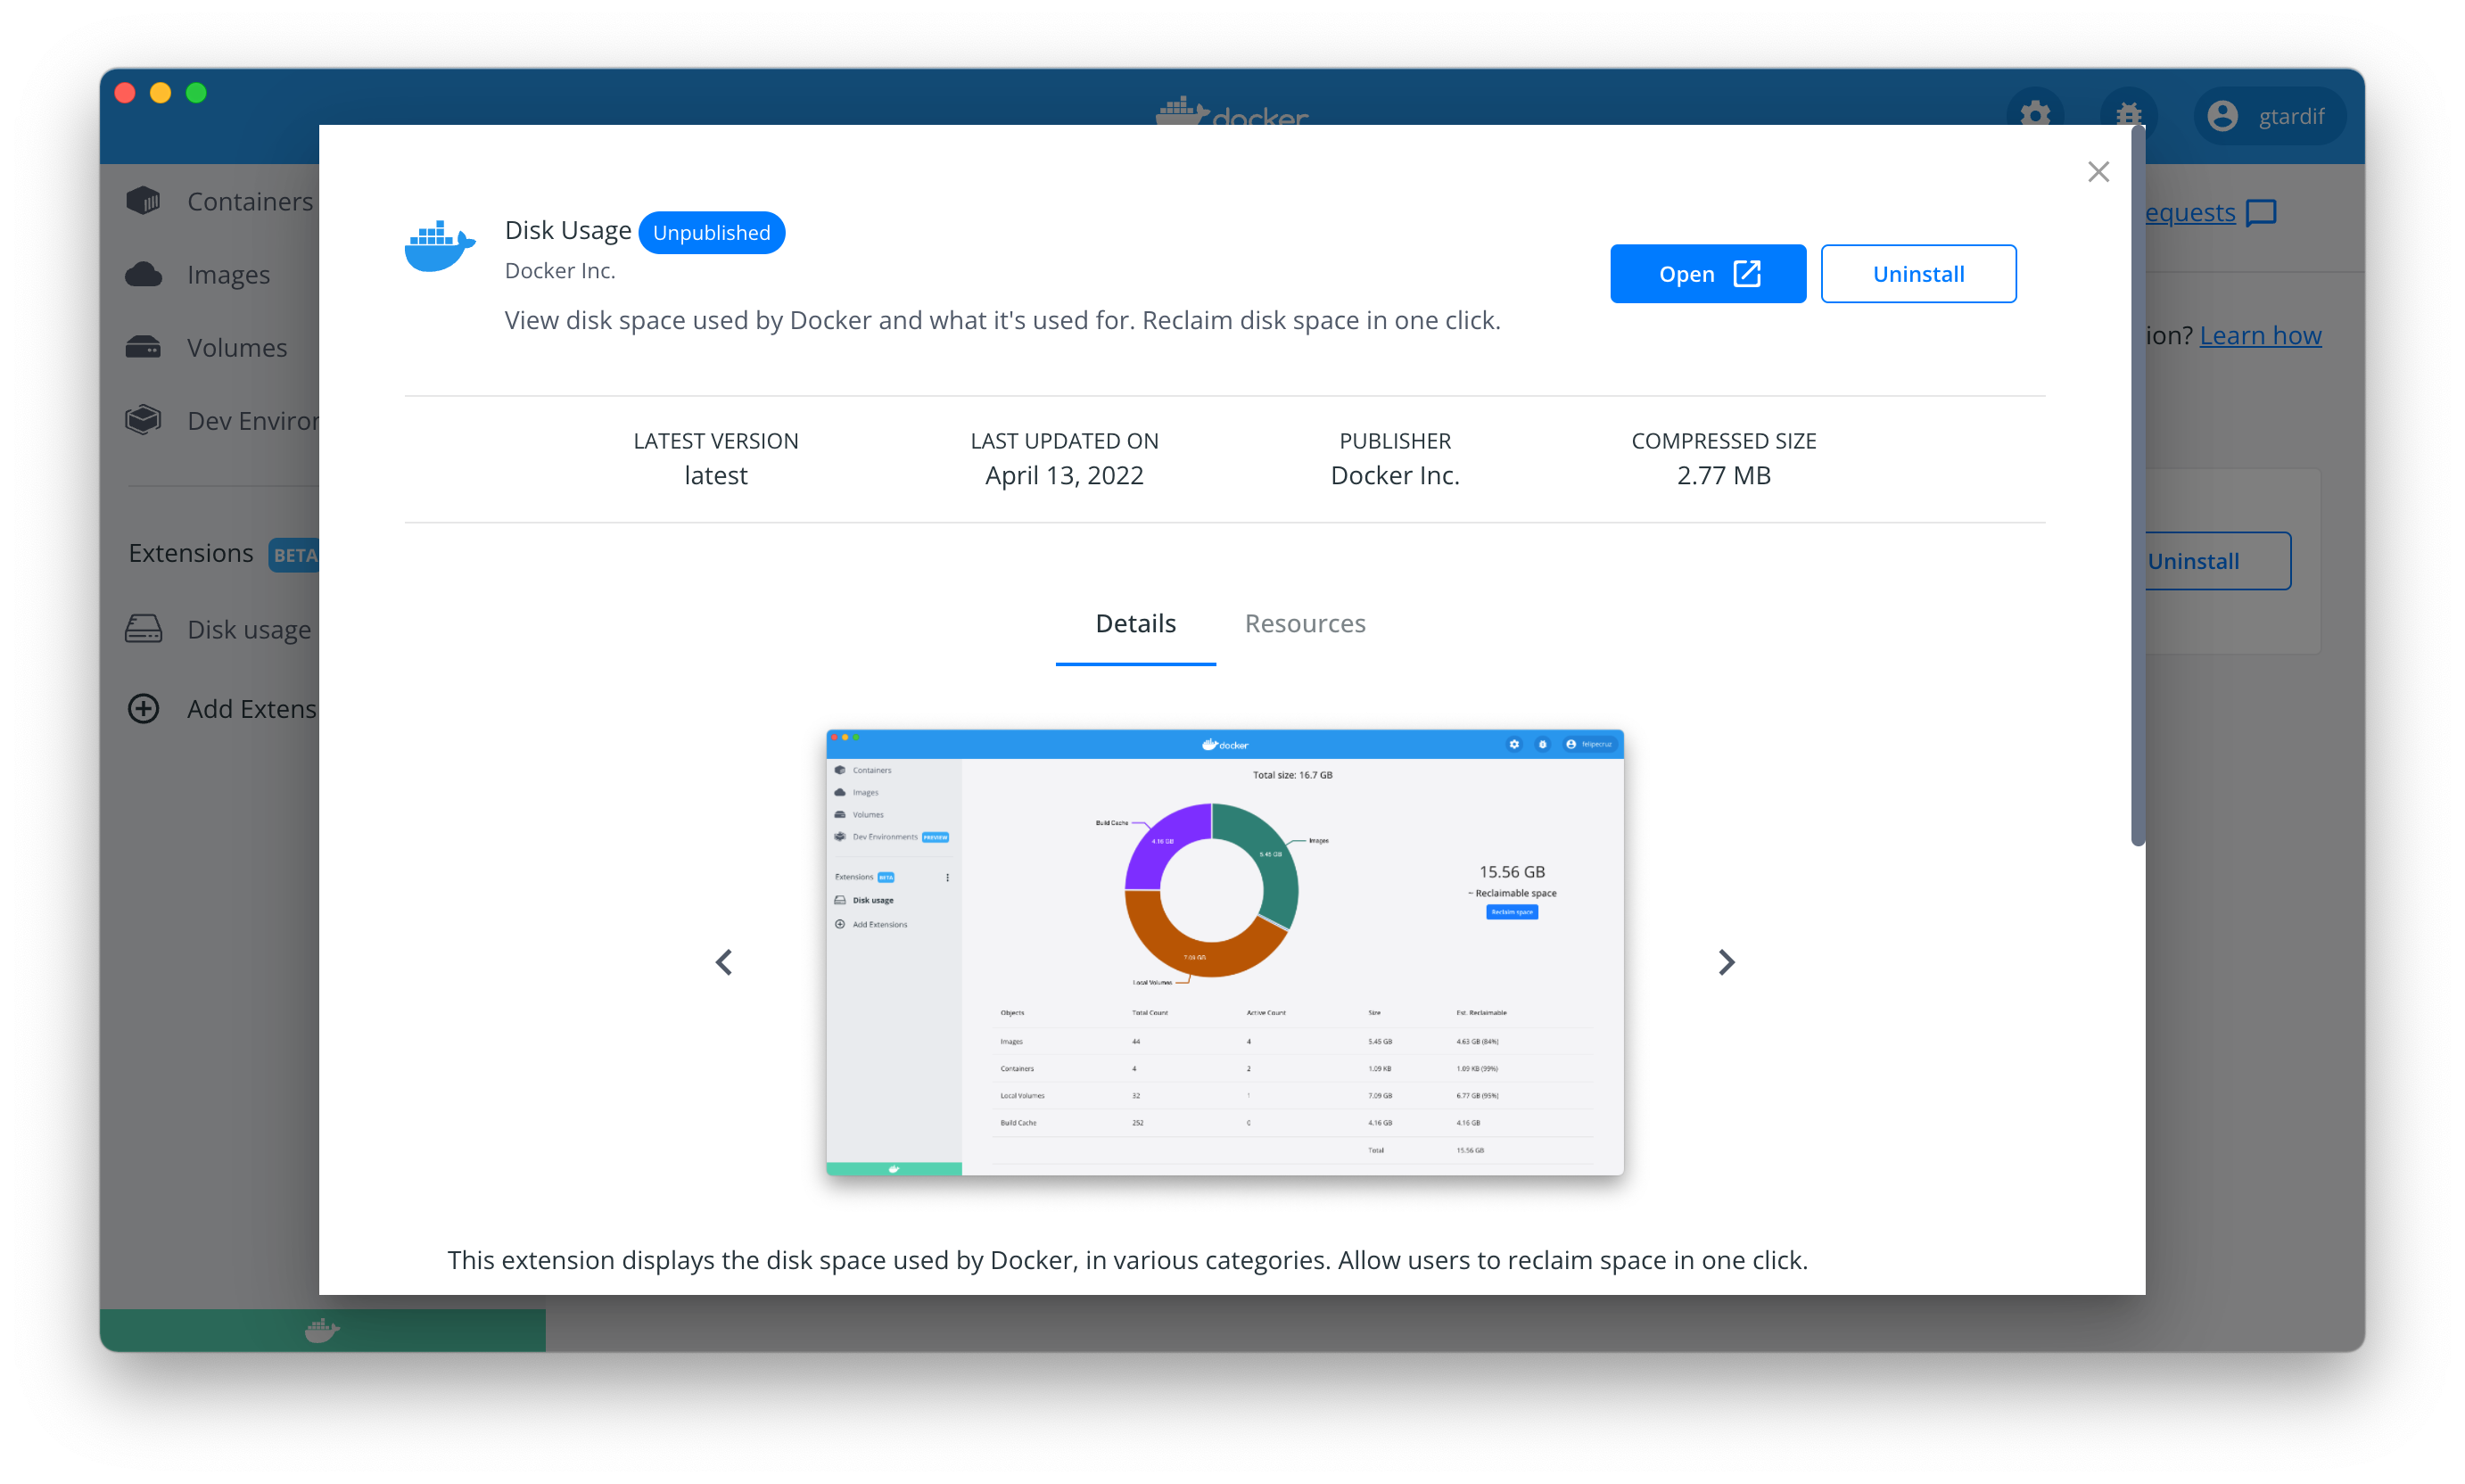 docker
gtardif
Containers
Images
Volumes
Dev Environ
Extensions BETA
Disk usage
Add Extens
equests
ion? Learn how
Uninstall
Disk Usage Unpublished
Docker Inc.
View disk space used by Docker and what it's used for. Reclaim disk space in one click.
Open
Uninstall
LATEST VERSION LAST UPDATED ON PUBLISHER COMPRESSED SIZE
latest April 13, 2022 Docker Inc. 2.77 MB
Details Resources
docker
felipecruz
Containers
Images
Volumes
Dev Environments PREVIEW
Extensions BETA
Disk usage
Add Extensions
Total size: 16.7 GB
Build Cache
4.16 GB
Images
5.45 GB
7.09 GB
Local Volumes
15.56 GB
~ Reclaimable space
Reclaim space
Objects Total Count Active Count Size Est. Reclaimable
Images 44 4 5.45 GB 4.63 GB (84%)
Containers 4 2 1.09 KB 1.09 KB (99%)
Local Volumes 32 1 7.09 GB 6.77 GB (95%)
Build Cache 252 0 4.16 GB 4.16 GB
Total 15.56 GB
This extension displays the disk space used by Docker, in various categories. Allow users to reclaim space in one click.